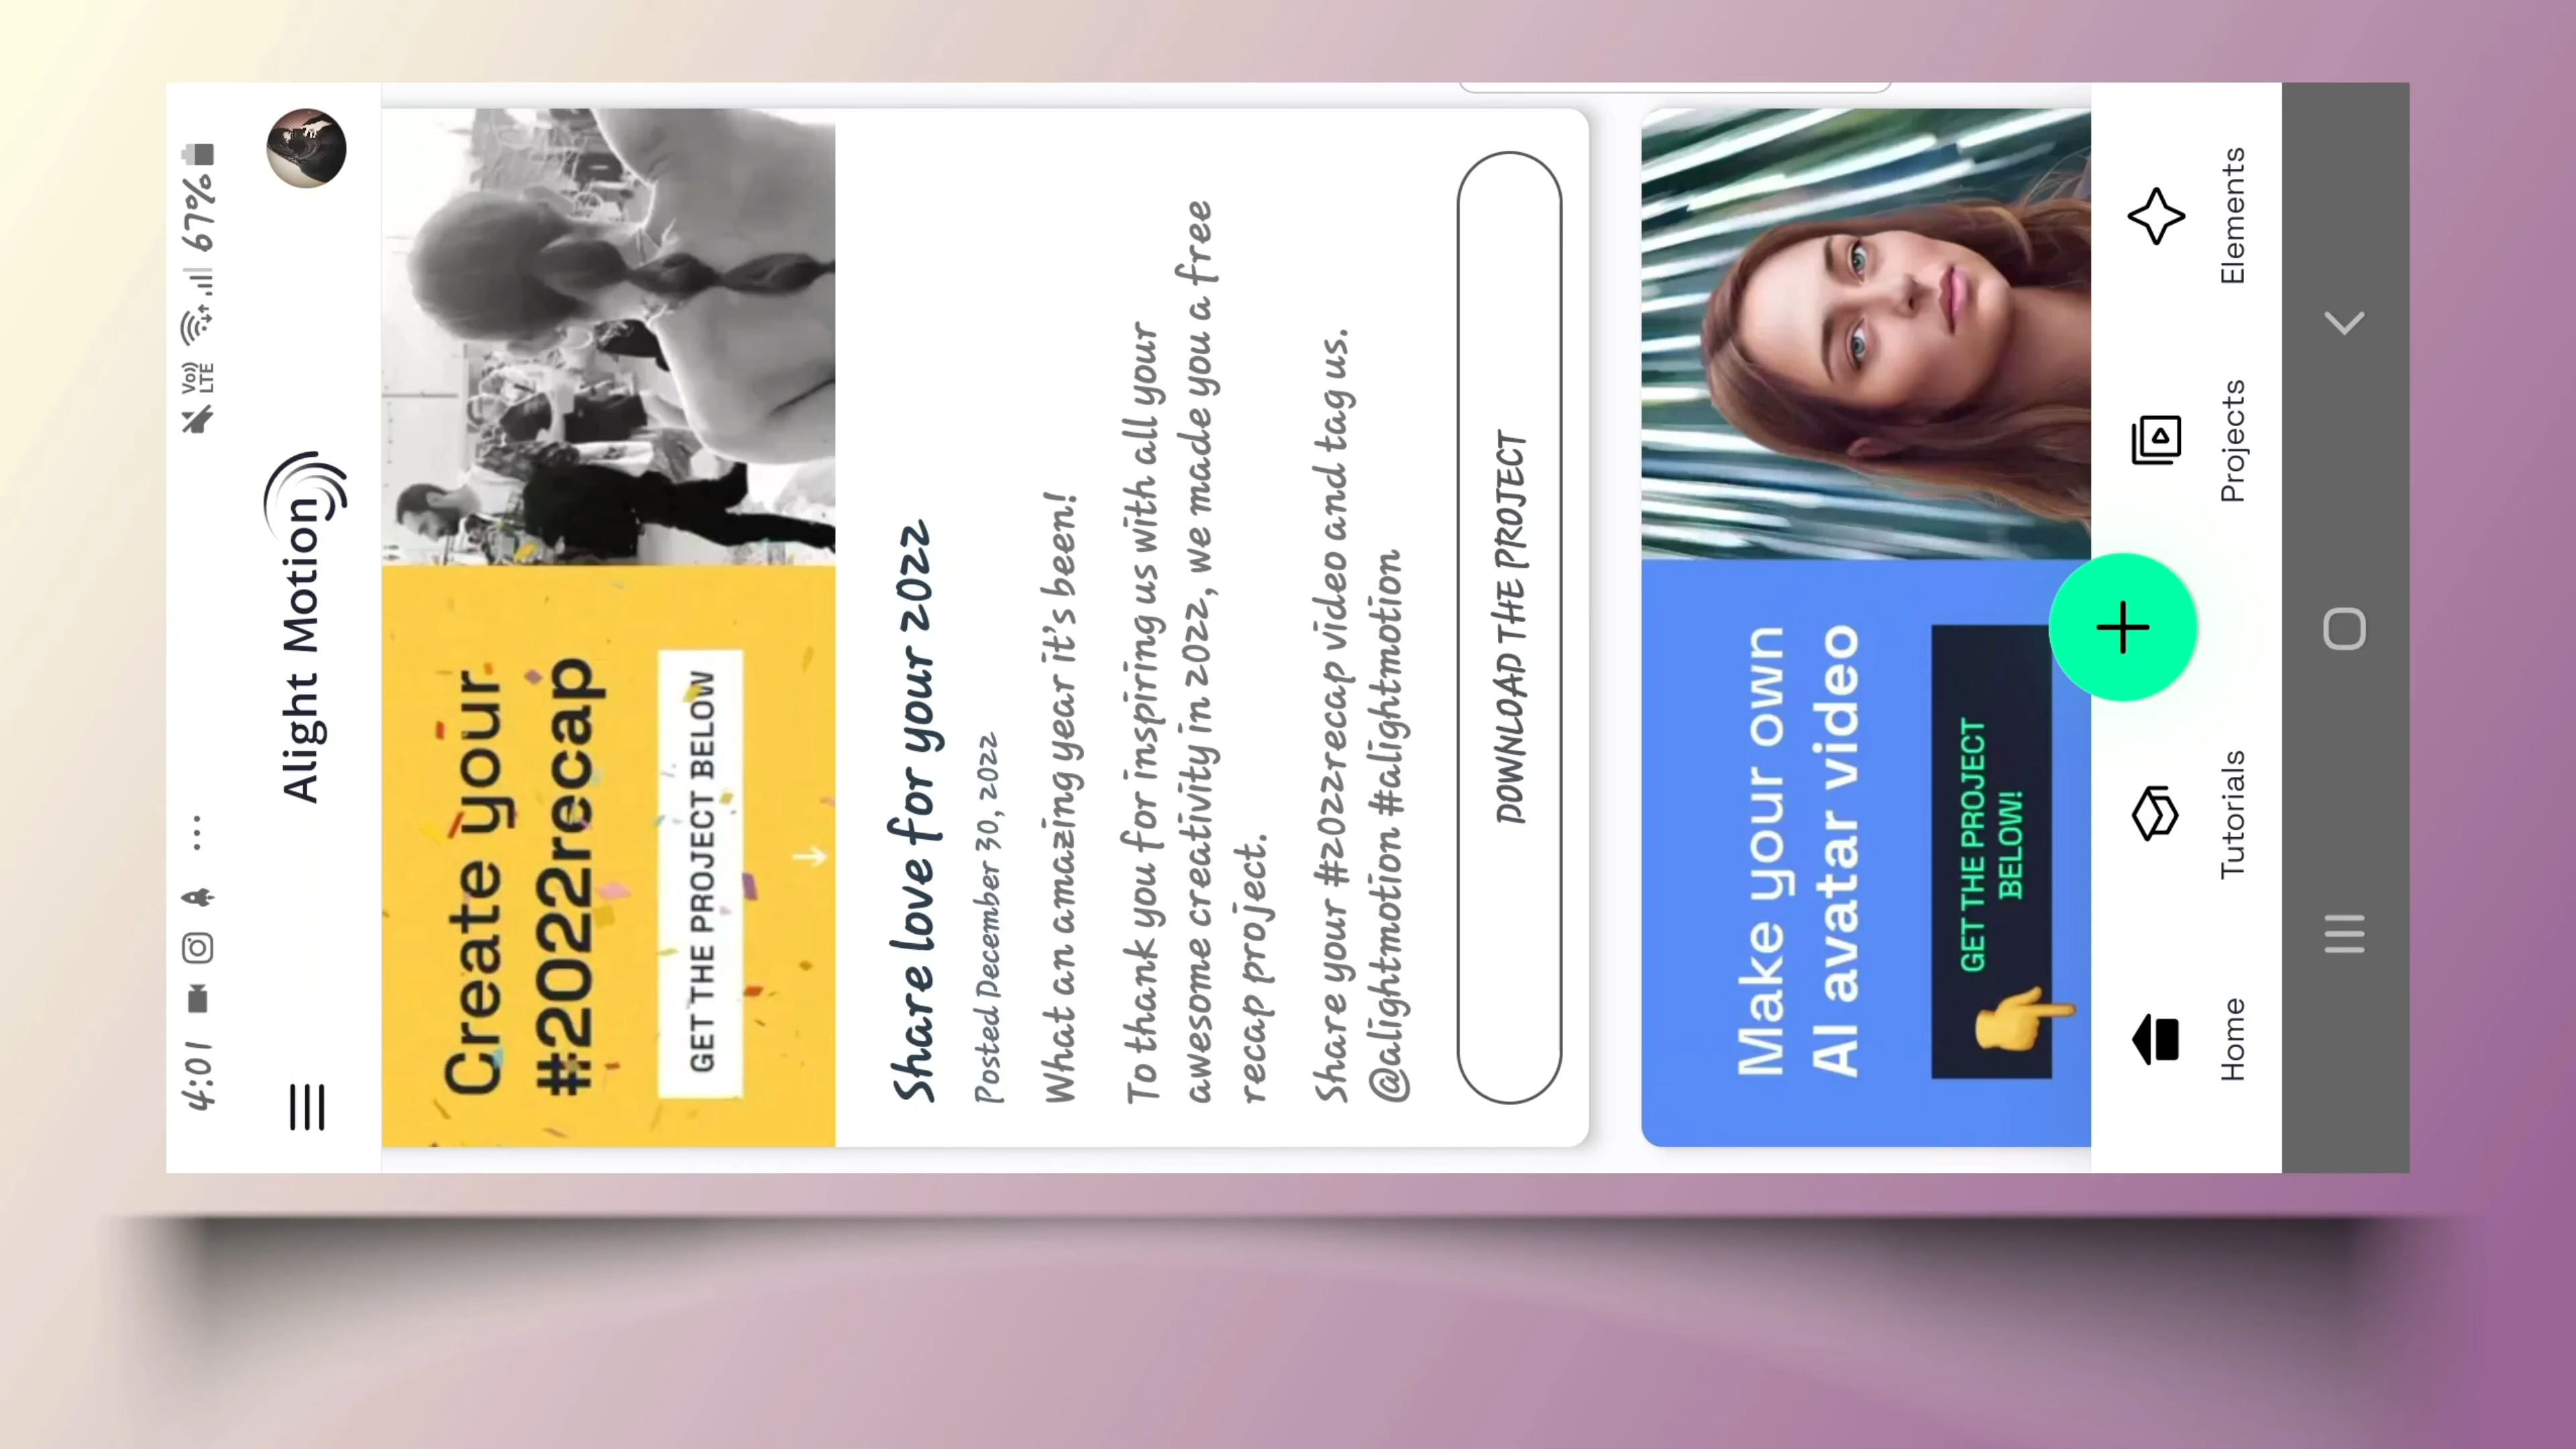 4:01
Vo))
LTE
67%
Alight Motion
Create your
#2022recap
GET THE PROJECT BELOW
Share love for your 2022
Posted December 30, 2022
What an amazing year it's been!
To thank you for inspiring us with all your
awesome creativity in 2022, we made you a free
recap project.
Share your #2022recap video and tag us.
@alightmotion #alightmotion
DOWNLOAD THE PROJECT
Make your own
AI avatar video
GET THE PROJECT
BELOW!
Home
Tutorials
Projects
Elements